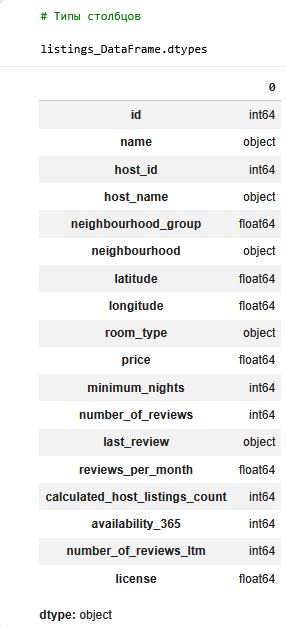 # Типы столбцов
listings_DataFrame.dtypes
0
id int64
name object
host_id int64
host_name object
neighbourhood_group float64
neighbourhood object
latitude float64
longitude float64
room_type object
price float64
minimum_nights int64
number_of_reviews int64
last_review object
reviews_per_month float64
calculated_host_listings_count int64
availability_365 int64
number_of_reviews_ltm int64
license float64
dtype: object